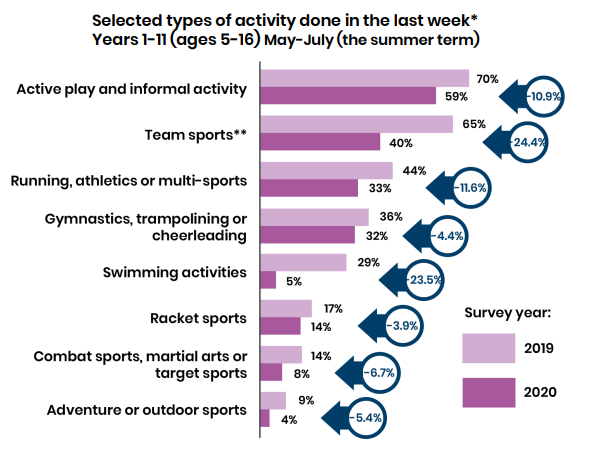 Selected types of activity done in the last week*
Years 1-11 (ages 5-16) May-July (the summer term)
Active play and informal activity
70%
59%
-10.9%
Team sports**
65%
40%
-24.4%
Running, athletics or multi-sports
44%
33%
-11.6%
Gymnastics, trampolining or
cheerleading
36%
32%
-4.4%
Swimming activities
29%
5%
-23.5%
Racket sports
17%
14%
-3.9%
Combat sports, martial arts or
target sports
14%
8%
-6.7%
Adventure or outdoor sports
9%
4%
-5.4%
Survey year:
2019
2020